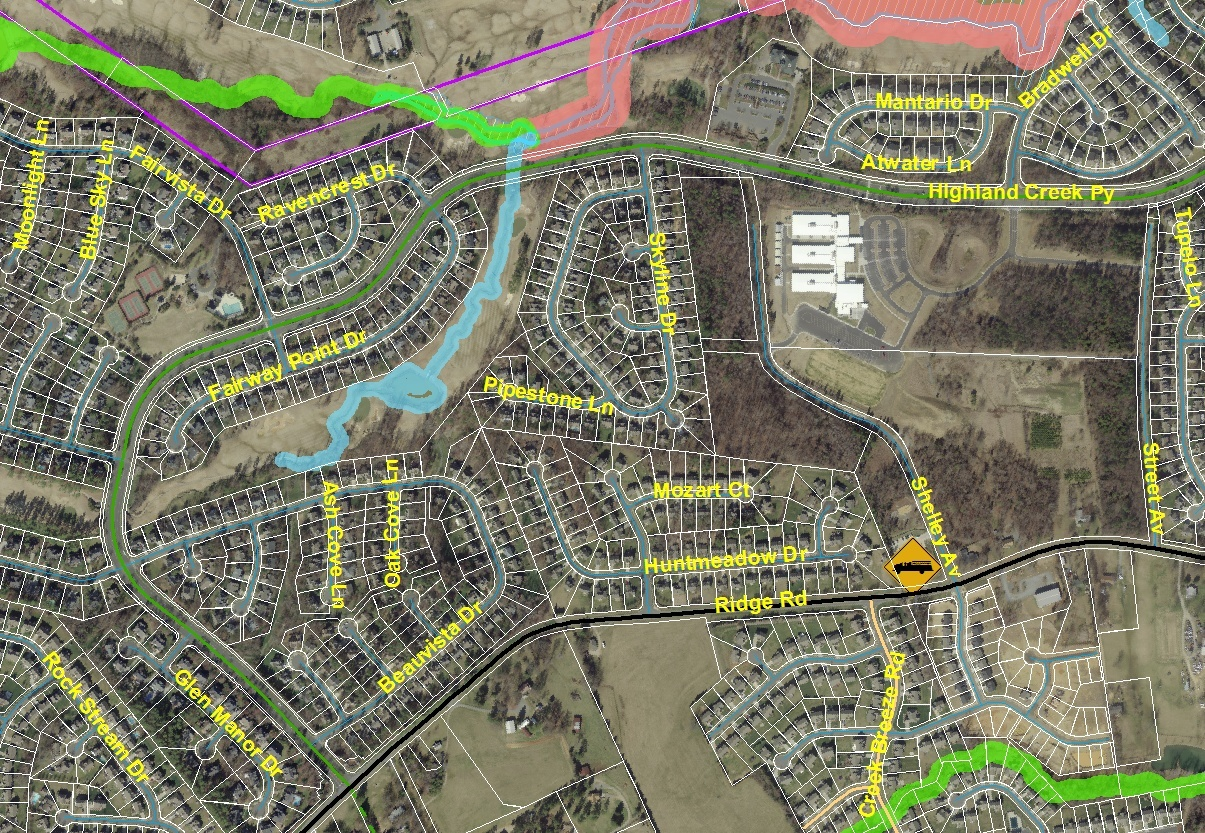 Bradwell Dr
Mantario Dr
Atwater Ln
Highland Creek Py
Moonlight Ln
Blue Sky Ln
Fairvista Dr
Ravencrest Dr
Tupelo Ln
Skyline Dr
Fairway Point Dr
Pipestone Ln
Ash Cove Ln
Oak Cove Ln
Mozart Ct
Shelley Av
Street Av
Huntmeadow Dr
Ridge Rd
Beauvista Dr
Rock Stream Dr
Glen Manor Dr
Creek Breeze Rd